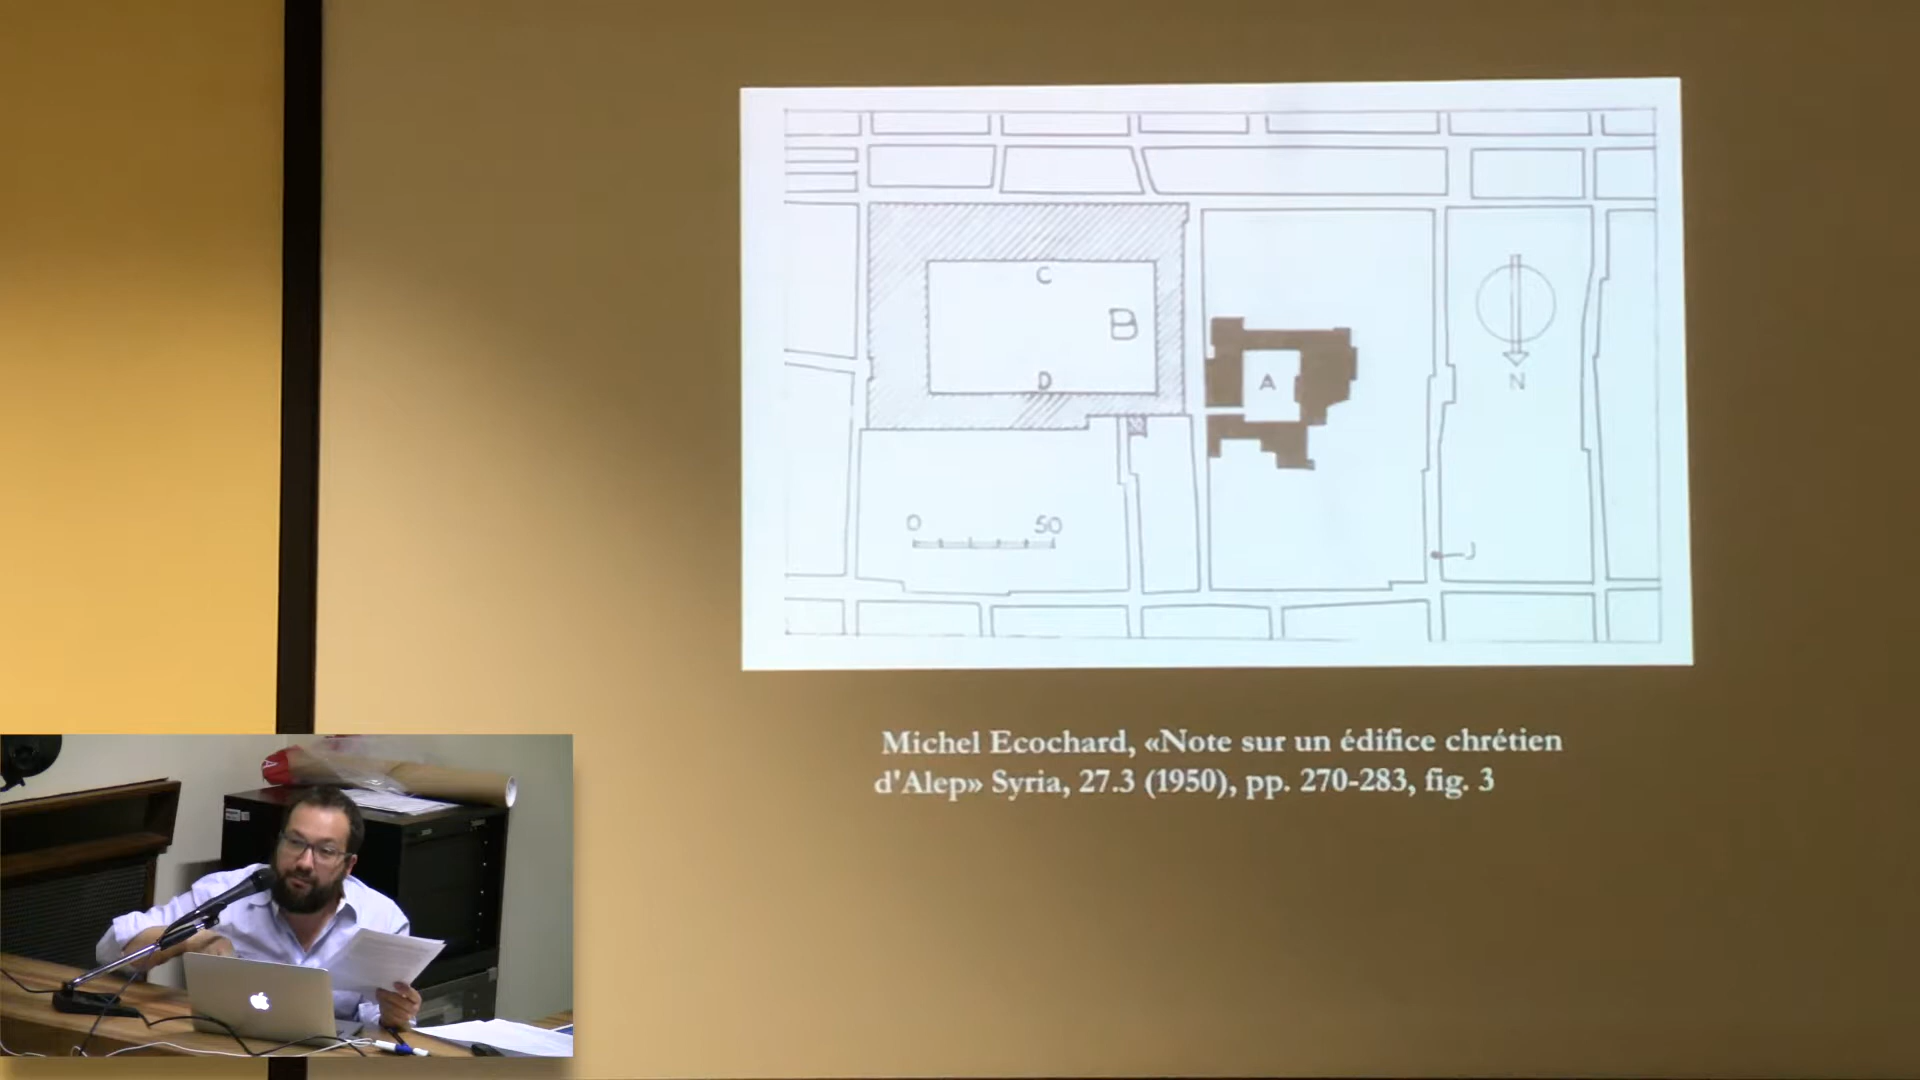 C
B
D
A
N
0 50
J
Michel Ecochard, «Note sur un édifice chrétien
d'Alep» Syria, 27.3 (1950), pp. 270-283, fig. 3